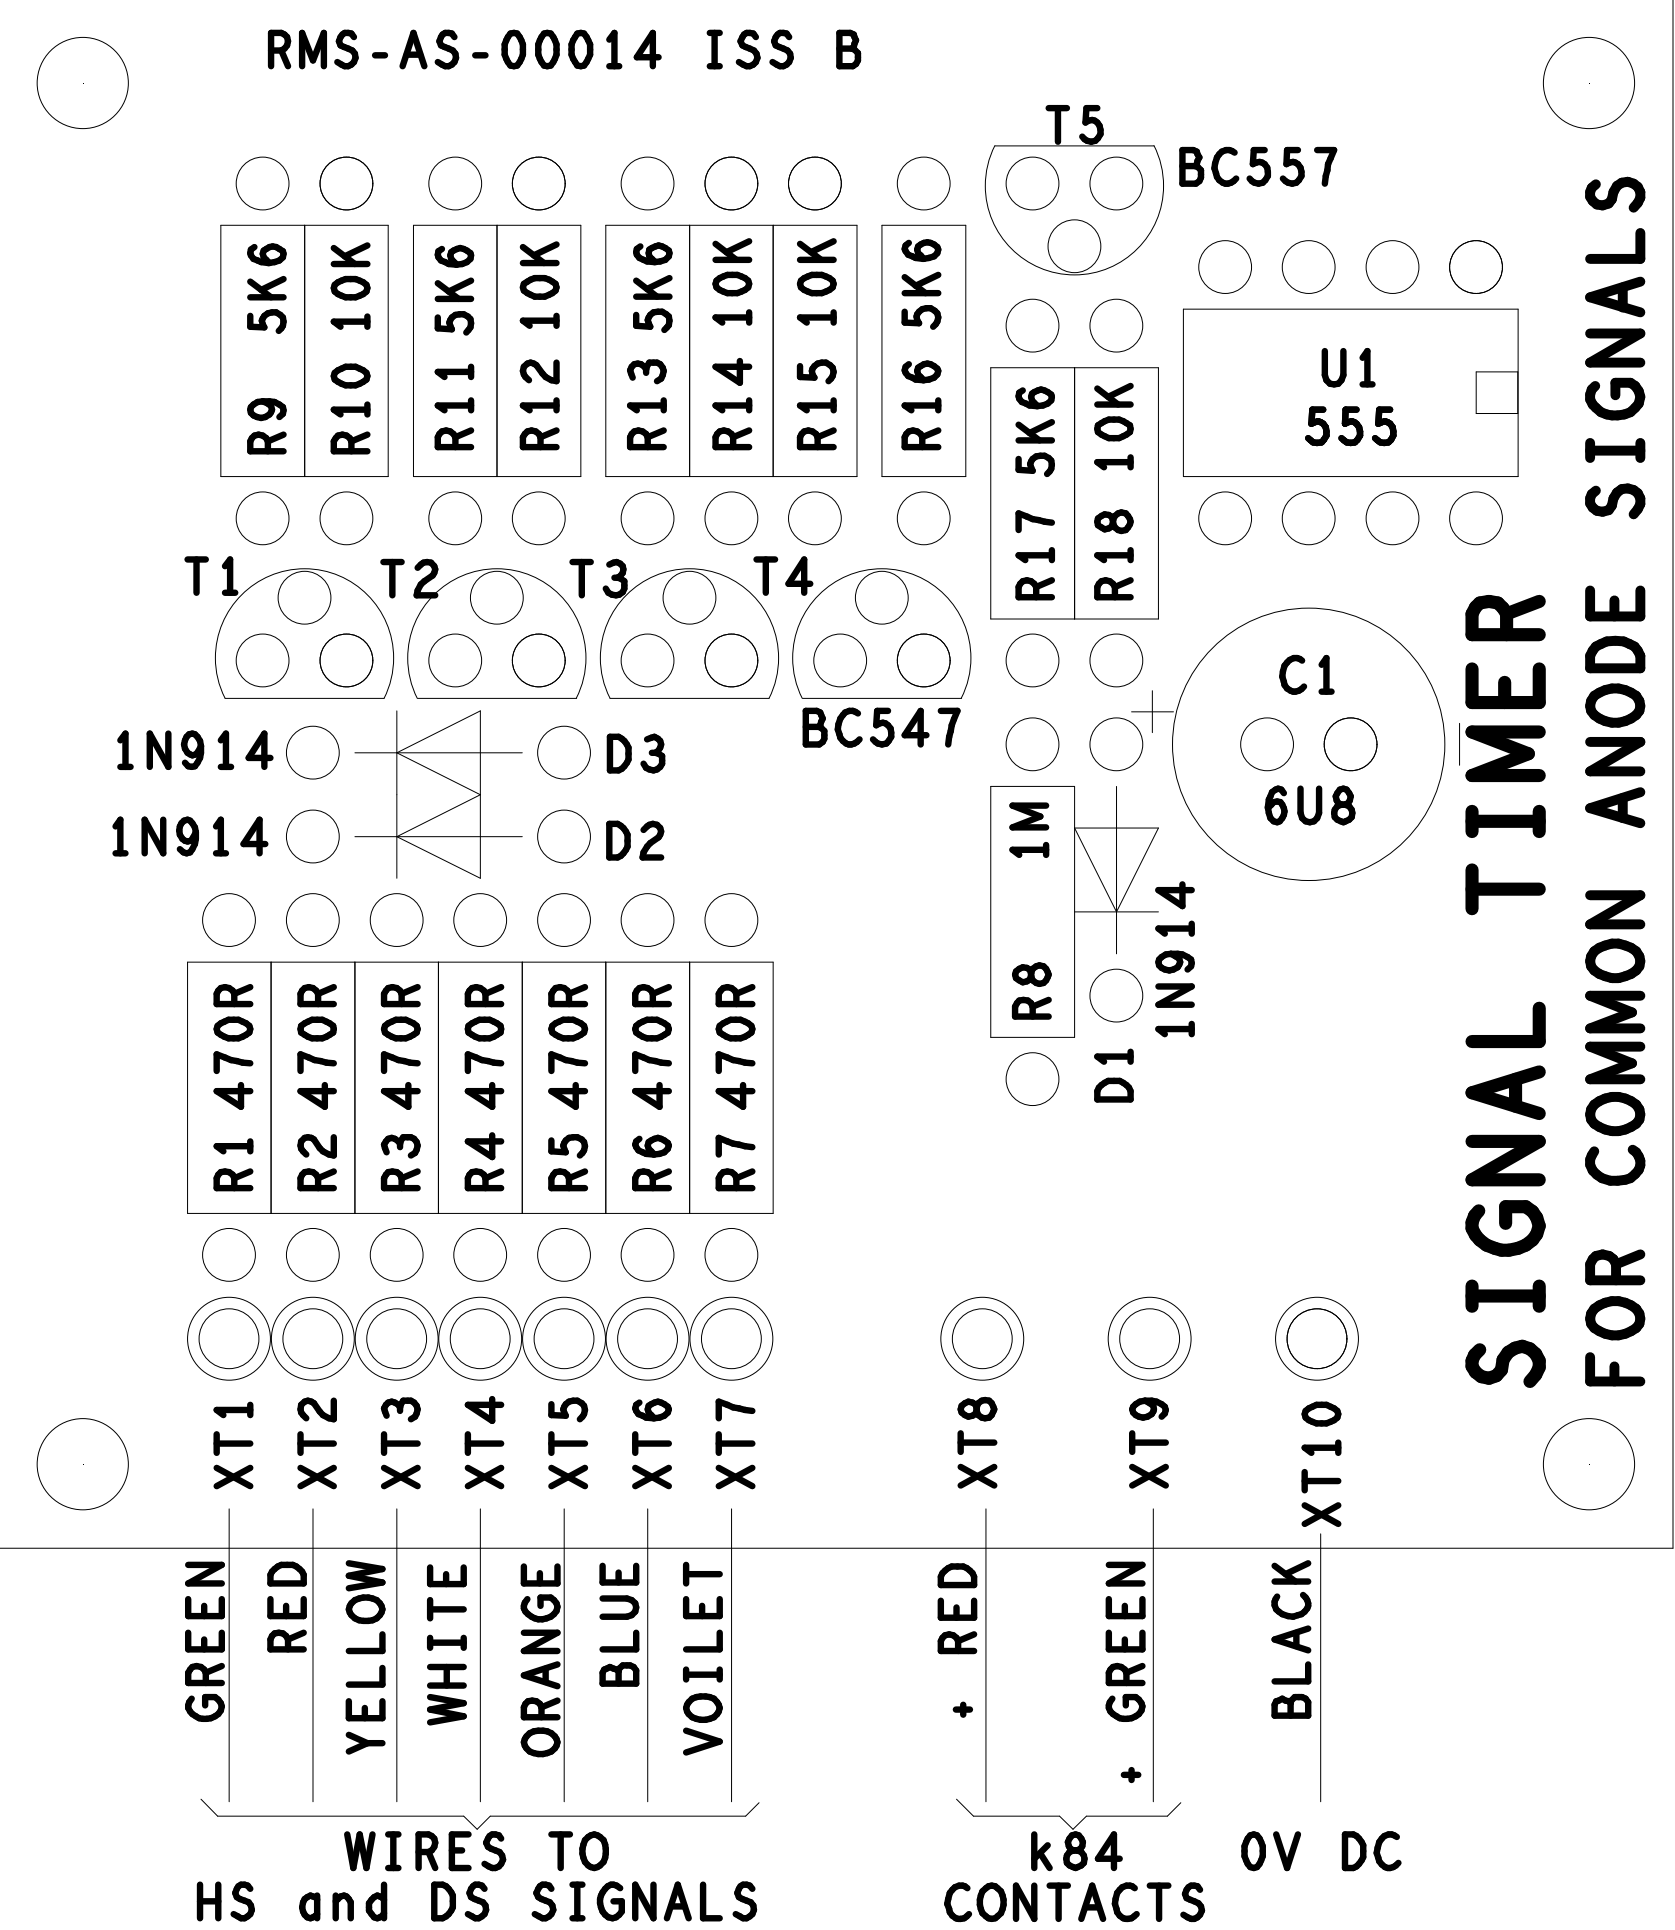 RMS-AS-00014 ISS B
T5
BC557
R9 5K6
R10 10K
R11 5K6
R12 10K
R13 5K6
R14 10K
R15 10K
R16 5K6
R17 5K6
R18 10K
U1
555
T1
T2
T3
T4
BC547
C1
+
6U8
1N914
D3
1N914
D2
R8 1M
1N914
D1
R1 470R
R2 470R
R3 470R
R4 470R
R5 470R
R6 470R
R7 470R
SIGNAL TIMER
FOR COMMON ANODE SIGNALS
XT1
XT2
XT3
XT4
XT5
XT6
XT7
XT8
XT9
XT10
GREEN
RED
YELLOW
WHITE
ORANGE
BLUE
VOILET
+ RED
+ GREEN
BLACK
WIRES TO
HS and DS SIGNALS
k84
CONTACTS
0V DC